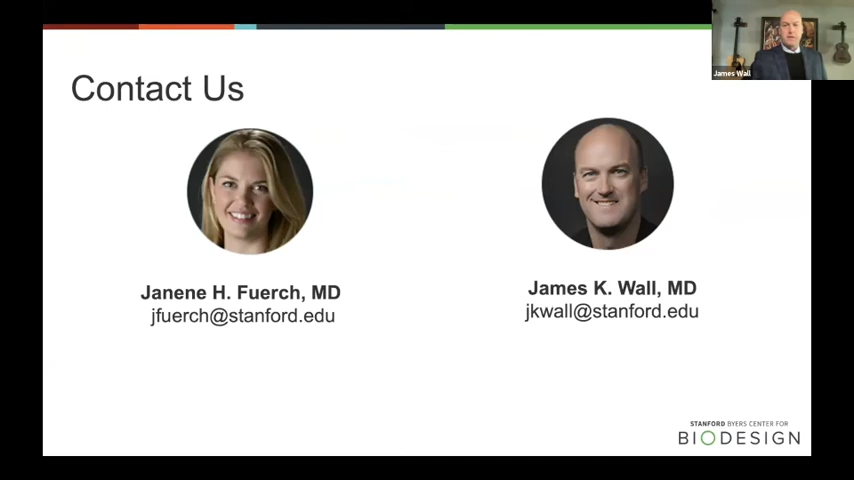 James Wall
Contact Us
Janene H. Fuerch, MD
jfuerch@stanford.edu
James K. Wall, MD
jkwall@stanford.edu
STANFORD BYERS CENTER FOR
BIODESIGN